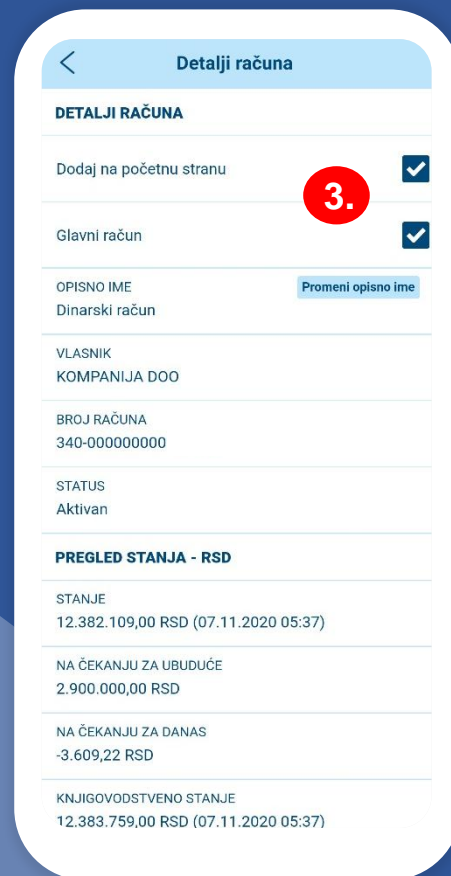 Detalji računa
DETALJI RAČUNA
Dodaj na početnu stranu
3.
Glavni račun
OPISNO IME
Promeni opisno ime
Dinarski račun
VLASNIK
KOMPANIJA DOO
BROJ RAČUNA
340-000000000
STATUS
Aktivan
PREGLED STANJA - RSD
STANJE
12.382.109,00 RSD (07.11.2020 05:37)
NA ČEKANJU ZA UBUDUĆE
2.900.000,00 RSD
NA ČEKANJU ZA DANAS
-3.609,22 RSD
KNJIGOVODSTVENO STANJE
12.383.759,00 RSD (07.11.2020 05:37)